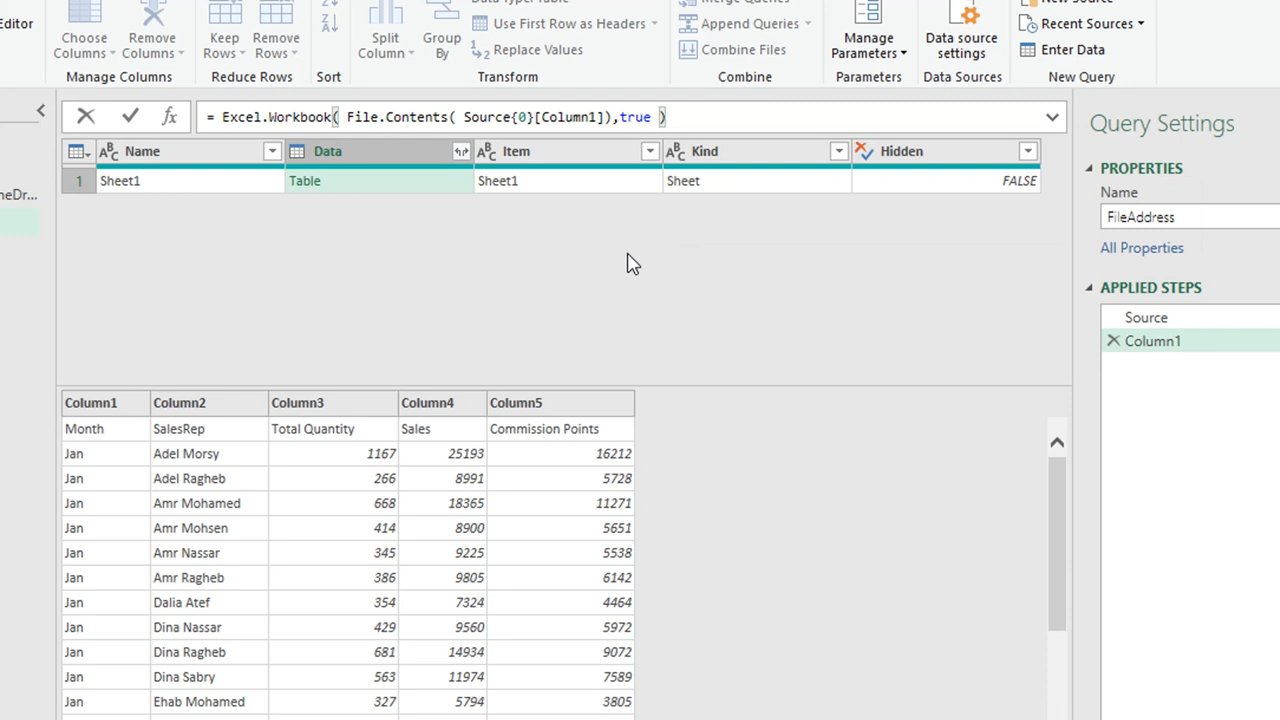 Editor
Choose Columns
Remove Columns
Manage Columns
Keep Rows
Remove Rows
Reduce Rows
Sort
Split Column
Group By
Use First Row as Headers
Replace Values
Transform
Append Queries
Combine Files
Combine
Manage Parameters
Parameters
Data source settings
Data Sources
Recent Sources
Enter Data
New Query
= Excel.Workbook( File.Contents( Source{0}[Column1]),true )
Name Data Item Kind Hidden
1 Sheet1 Table Sheet1 Sheet FALSE
Column1 Column2 Column3 Column4 Column5
Month SalesRep Total Quantity Sales Commission Points
Jan Adel Morsy 1167 25193 16212
Jan Adel Ragheb 266 8991 5728
Jan Amr Mohamed 668 18365 11271
Jan Amr Mohsen 414 8900 5651
Jan Amr Nassar 345 9225 5538
Jan Amr Ragheb 386 9805 6142
Jan Dalia Atef 354 7324 4464
Jan Dina Nassar 429 9560 5972
Jan Dina Ragheb 681 14934 9072
Jan Dina Sabry 563 11974 7589
Jan Ehab Mohamed 327 5794 3805
Query Settings
PROPERTIES
Name
FileAddress
All Properties
APPLIED STEPS
Source
Column1